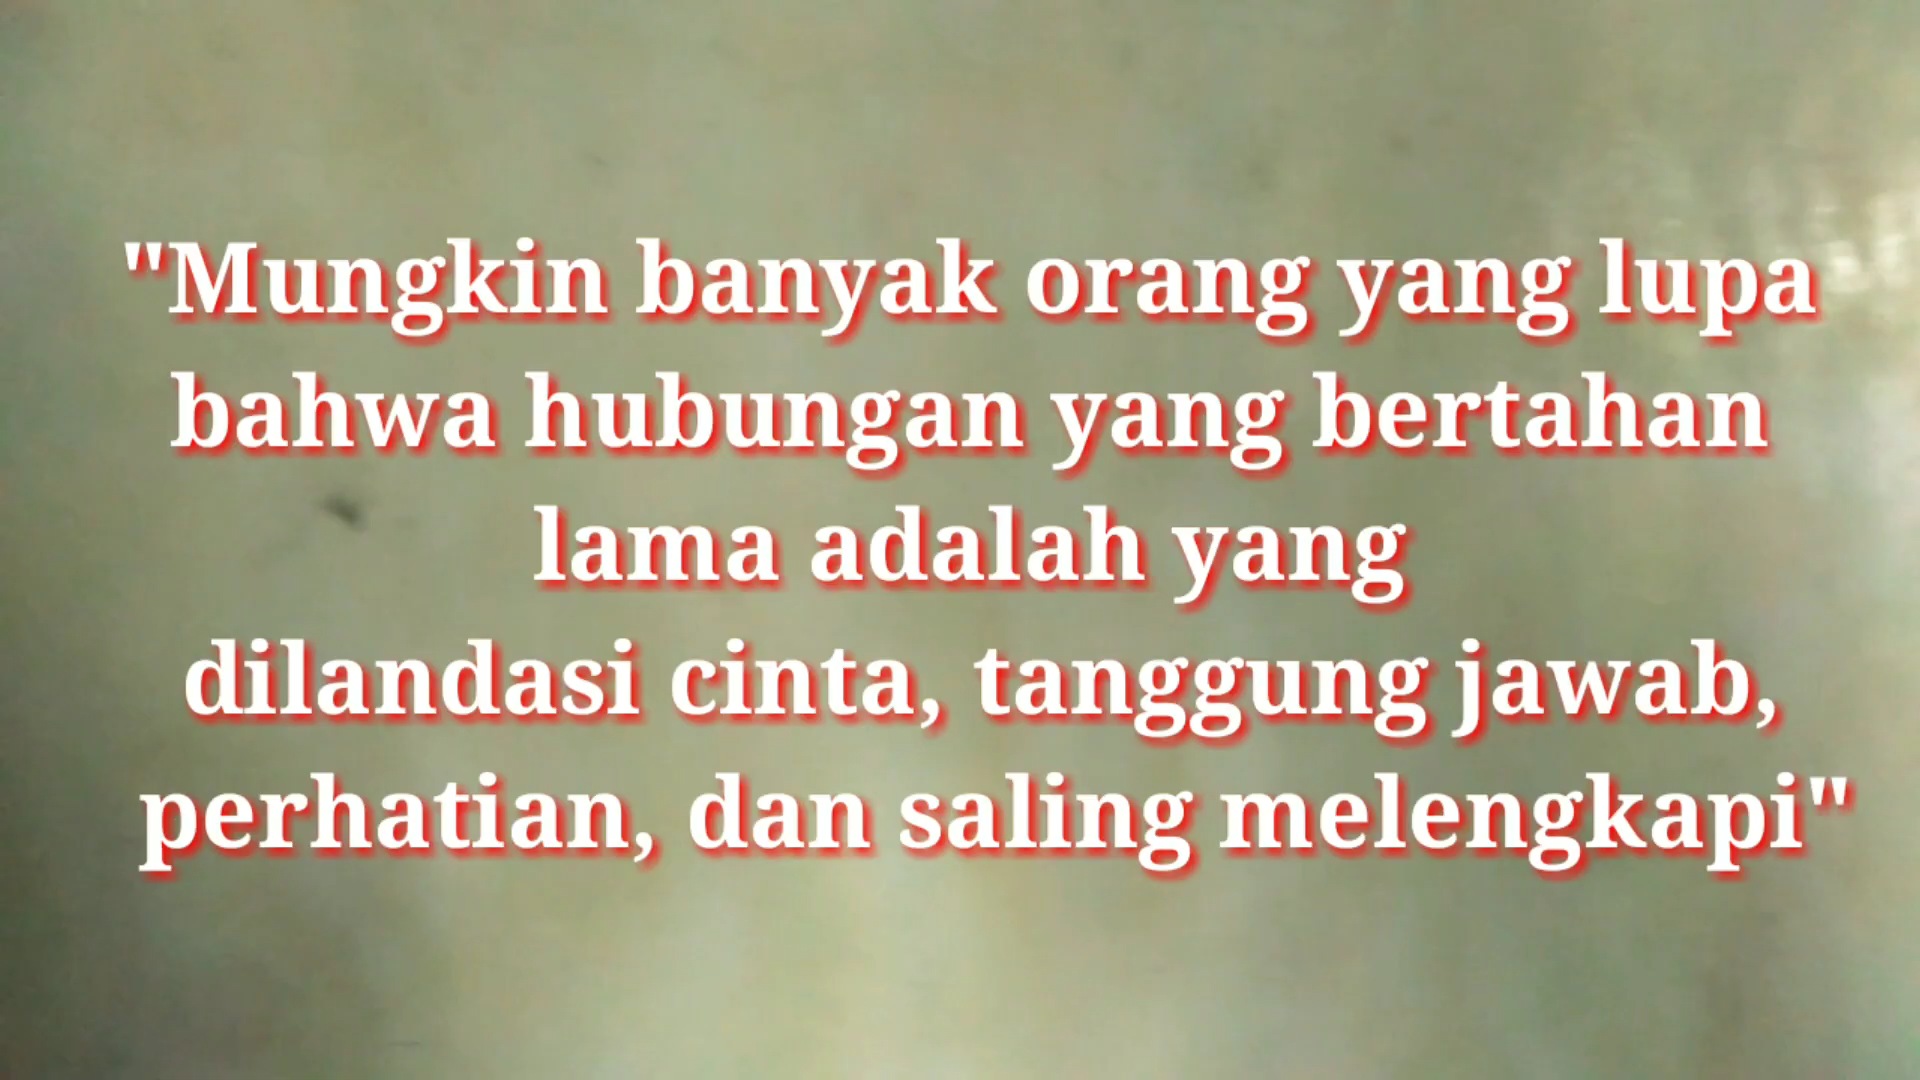 "Mungkin banyak orang yang lupa
bahwa hubungan yang bertahan
lama adalah yang
dilandasi cinta, tanggung jawab,
perhatian, dan saling melengkapi"